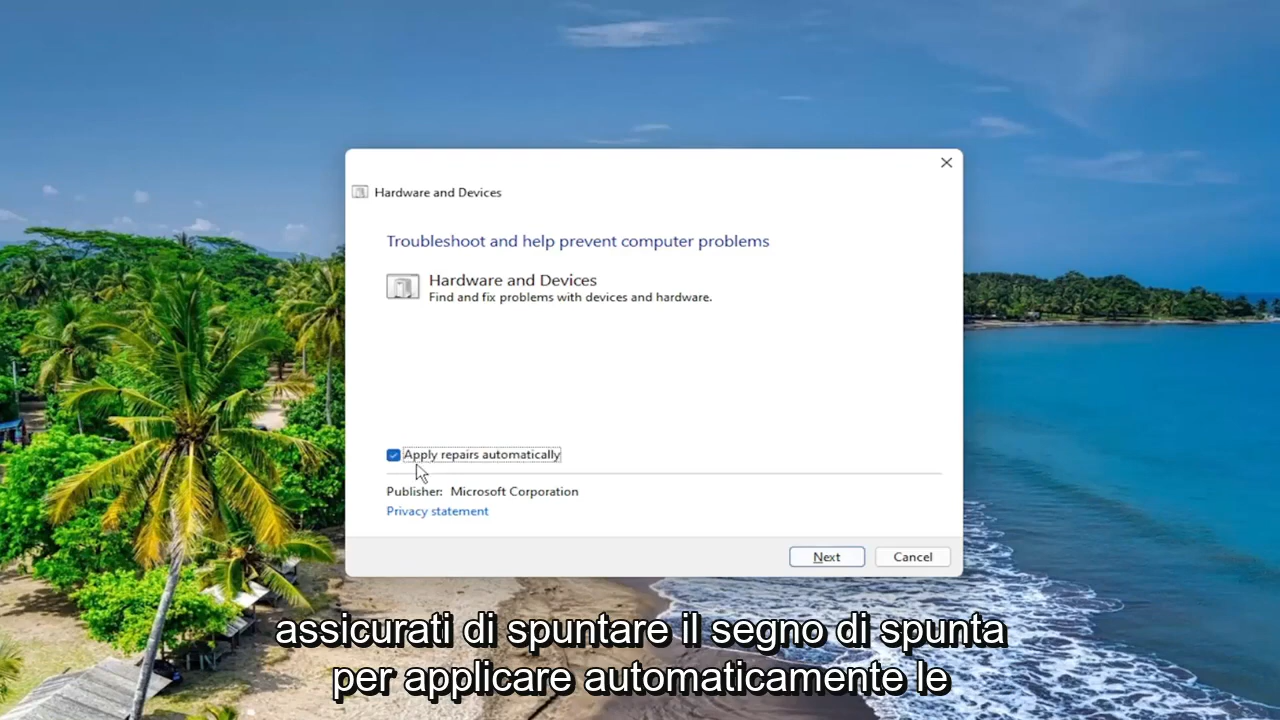 Hardware and Devices
Troubleshoot and help prevent computer problems
Hardware and Devices
Find and fix problems with devices and hardware.
Apply repairs automatically
Publisher: Microsoft Corporation
Privacy statement
Next Cancel
assicurati di spuntare il segno di spunta
per applicare automaticamente le